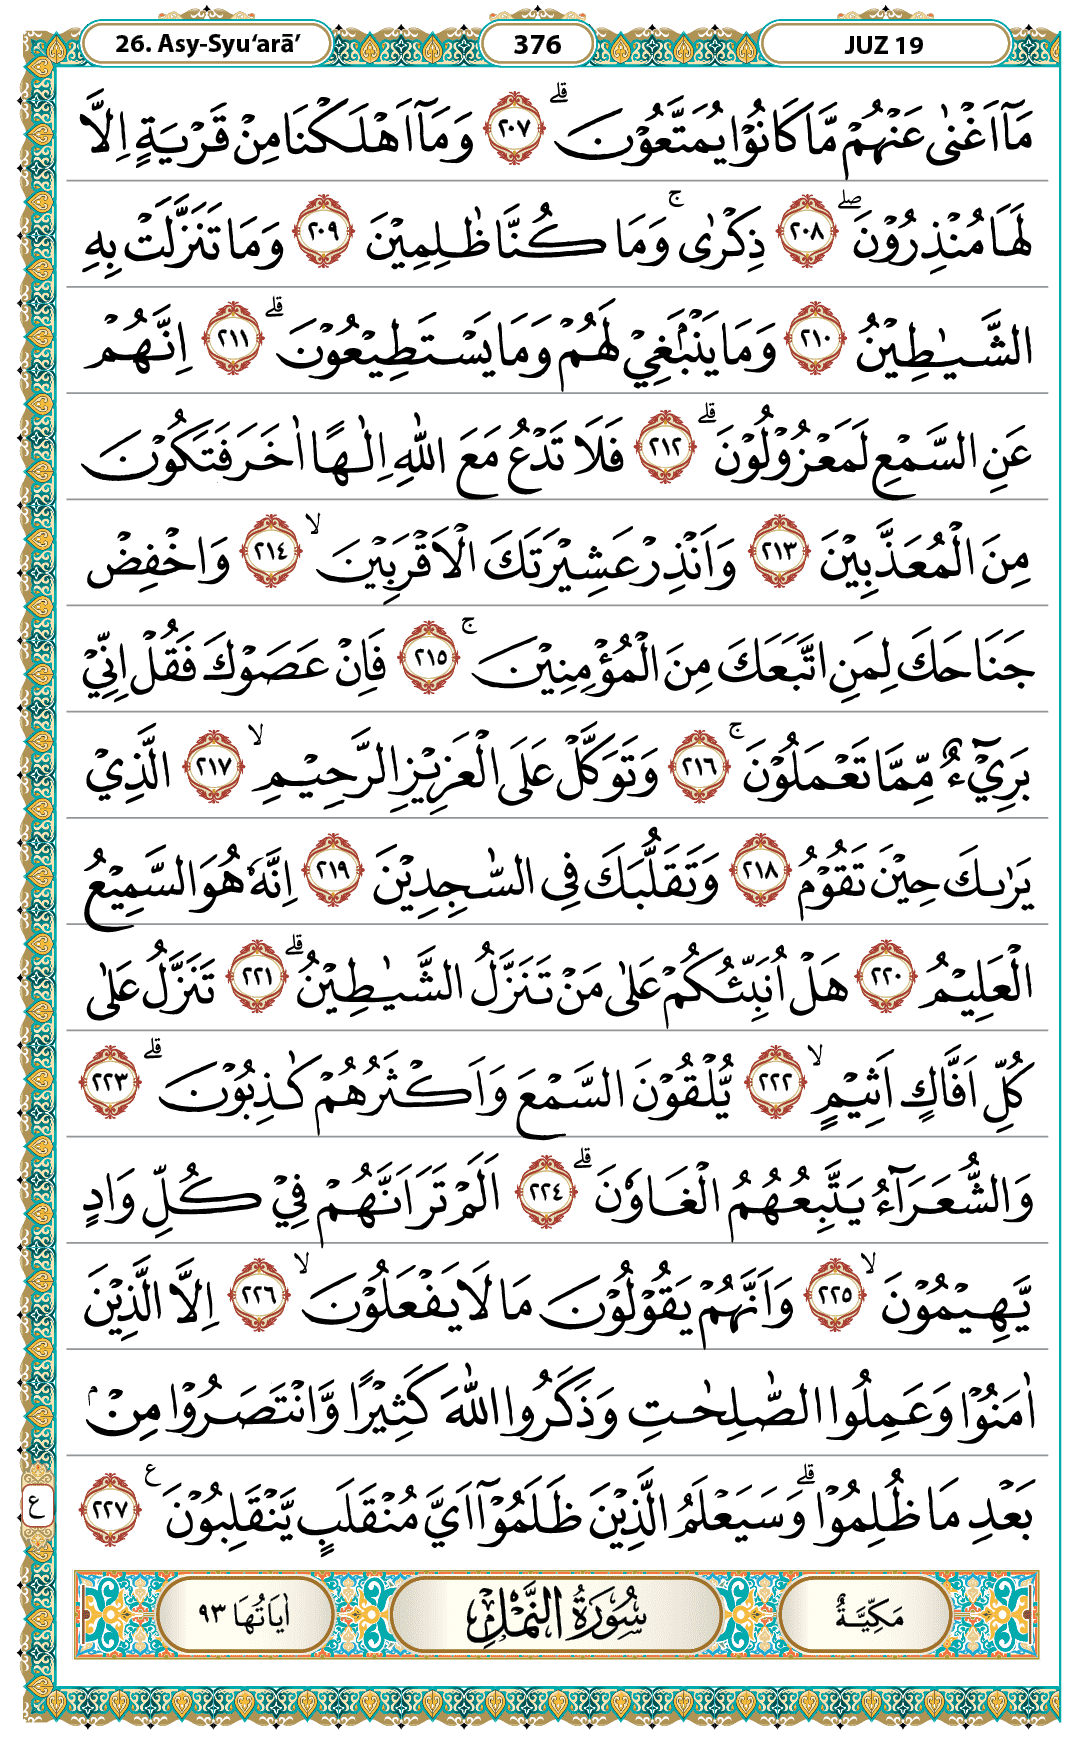 26. Asy-Syu‘arā’ 376 JUZ 19
مَآ اَغْنٰى عَنْهُمْ مَّا كَانُوْا يُمَتَّعُوْنَ ۗ ٢٠٧ وَمَآ اَهْلَكْنَا مِنْ قَرْيَةٍ اِلَّا
لَهَا مُنْذِرُوْنَ ۖ ٢٠٨ ذِكْرٰى ۚ وَمَا كُنَّا ظٰلِمِيْنَ ٢٠٩ وَمَا تَنَزَّلَتْ بِهِ
الشَّيٰطِيْنُ ٢١٠ وَمَا يَنْۢبَغِيْ لَهُمْ وَمَا يَسْتَطِيْعُوْنَ ۗ ٢١١ اِنَّهُمْ
عَنِ السَّمْعِ لَمَعْزُوْلُوْنَ ۗ ٢١٢ فَلَا تَدْعُ مَعَ اللّٰهِ اِلٰهًا اٰخَرَ فَتَكُوْنَ
مِنَ الْمُعَذَّبِيْنَ ٢١٣ وَاَنْذِرْ عَشِيْرَتَكَ الْاَقْرَبِيْنَ ۙ ٢١٤ وَاخْفِضْ
جَنَاحَكَ لِمَنِ اتَّبَعَكَ مِنَ الْمُؤْمِنِيْنَ ۚ ٢١٥ فَاِنْ عَصَوْكَ فَقُلْ اِنِّيْ
بَرِيْۤءٌ مِّمَّا تَعْمَلُوْنَ ۚ ٢١٦ وَتَوَكَّلْ عَلَى الْعَزِيْزِ الرَّحِيْمِ ۙ ٢١٧ الَّذِيْ
يَرٰىكَ حِيْنَ تَقُوْمُ ٢١٨ وَتَقَلُّبَكَ فِى السّٰجِدِيْنَ ٢١٩ اِنَّهٗ هُوَ السَّمِيْعُ
الْعَلِيْمُ ٢٢٠ هَلْ اُنَبِّئُكُمْ عَلٰى مَنْ تَنَزَّلُ الشَّيٰطِيْنُ ۗ ٢٢١ تَنَزَّلُ عَلٰى
كُلِّ اَفَّاكٍ اَثِيْمٍ ۙ ٢٢٢ يُّلْقُوْنَ السَّمْعَ وَاَكْثَرُهُمْ كٰذِبُوْنَ ۗ ٢٢٣
وَالشُّعَرَاۤءُ يَتَّبِعُهُمُ الْغَاوٗنَ ۗ ٢٢٤ اَلَمْ تَرَ اَنَّهُمْ فِيْ كُلِّ وَادٍ
يَّهِيْمُوْنَ ۙ ٢٢٥ وَاَنَّهُمْ يَقُوْلُوْنَ مَا لَا يَفْعَلُوْنَ ۙ ٢٢٦ اِلَّا الَّذِيْنَ
اٰمَنُوْا وَعَمِلُوا الصّٰلِحٰتِ وَذَكَرُوا اللّٰهَ كَثِيْرًا وَّانْتَصَرُوْا مِنْۢ
بَعْدِ مَا ظُلِمُوْا ۗ وَسَيَعْلَمُ الَّذِيْنَ ظَلَمُوْٓا اَيَّ مُنْقَلَبٍ يَّنْقَلِبُوْنَ ࣖ ٢٢٧
ع
مَكِّيَّةٌ سُوْرَةُ النَّمْلِ اٰيَاتُهَا ٩٣